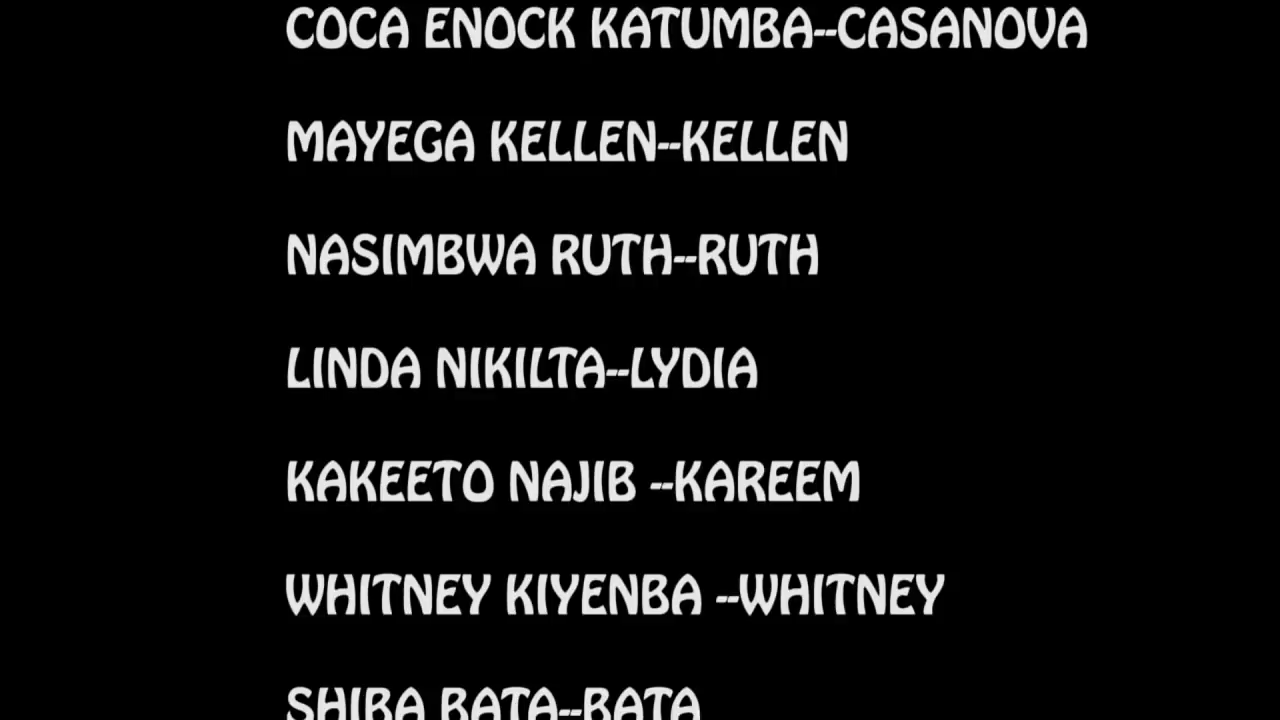 COCA ENOCK KATUMBA--CASANOVA
MAYEGA KELLEN--KELLEN
NASIMBWA RUTH--RUTH
LINDA NIKILTA--LYDIA
KAKEETO NAJIB --KAREEM
WHITNEY KIYENBA --WHITNEY
SHIBA BATA--BATA